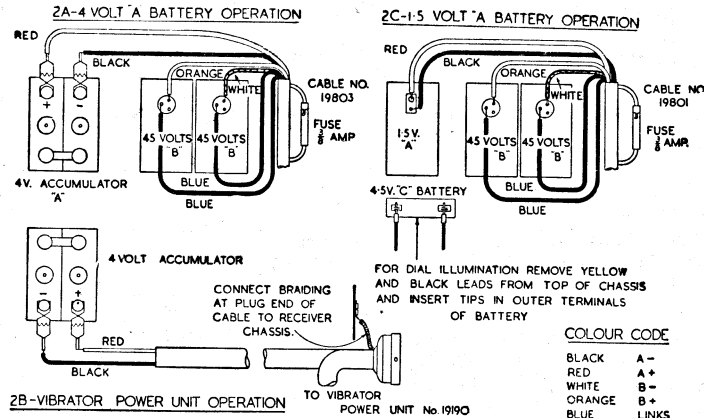 2A-4 VOLT "A" BATTERY OPERATION
RED
BLACK
ORANGE
WHITE
CABLE NO.
19803
FUSE
AMP
+ -
45 VOLTS
"B"
45 VOLTS
"B"
4V. ACCUMULATOR
"A"
BLUE
BLUE
2C-1·5 VOLT "A" BATTERY OPERATION
RED
BLACK
ORANGE
WHITE
CABLE NO
19801
FUSE
AMP.
1·5V.
"A"
45 VOLTS
"B"
45 VOLTS
"B"
BLUE
BLUE
4·5V. "C" BATTERY
FOR DIAL ILLUMINATION REMOVE YELLOW
AND BLACK LEADS FROM TOP OF CHASSIS
AND INSERT TIPS IN OUTER TERMINALS
OF BATTERY
4 VOLT ACCUMULATOR
- +
CONNECT BRAIDING
AT PLUG END OF
CABLE TO RECEIVER
CHASSIS.
RED
BLACK
TO VIBRATOR
POWER UNIT No. 19190
2B-VIBRATOR POWER UNIT OPERATION
COLOUR CODE
BLACK A-
RED A+
WHITE B-
ORANGE B+
BLUE LINKS